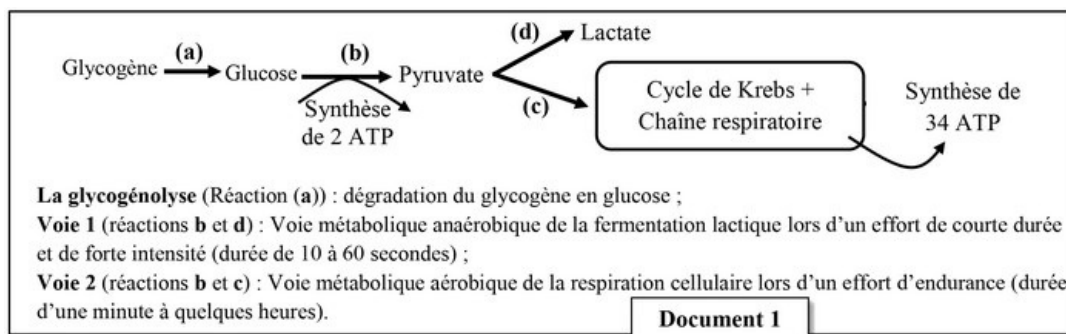 (a)
Glycogène
Glucose
(b)
Synthèse
de 2 ATP
Pyruvate
(d)
Lactate
(c)
Cycle de Krebs +
Chaîne respiratoire
Synthèse de
34 ATP
La glycogénolyse (Réaction (a)) : dégradation du glycogène en glucose ;
Voie 1 (réactions b et d) : Voie métabolique anaérobique de la fermentation lactique lors d'un effort de courte durée
et de forte intensité (durée de 10 à 60 secondes) ;
Voie 2 (réactions b et c) : Voie métabolique aérobique de la respiration cellulaire lors d'un effort d'endurance (durée
d'une minute à quelques heures).
Document 1